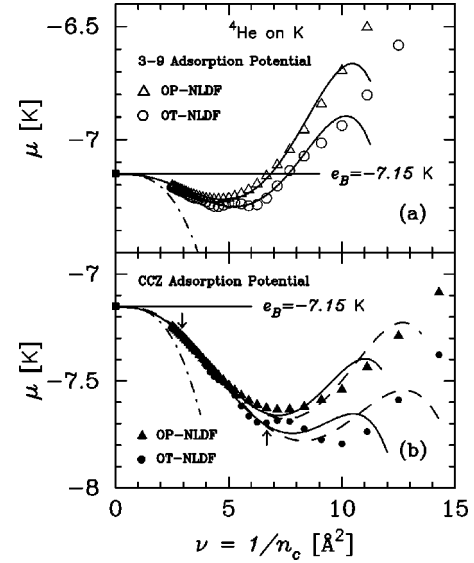 ⁴He on K
3-9 Adsorption Potential
△ OP-NLDF
○ OT-NLDF
e_B=-7.15 K
(a)
-6.5
-7
μ [K]
CCZ Adsorption Potential
e_B=-7.15 K
▲ OP-NLDF
● OT-NLDF
(b)
-7
-7.5
-8
μ [K]
0 5 10 15
ν = 1/n_c [Å²]